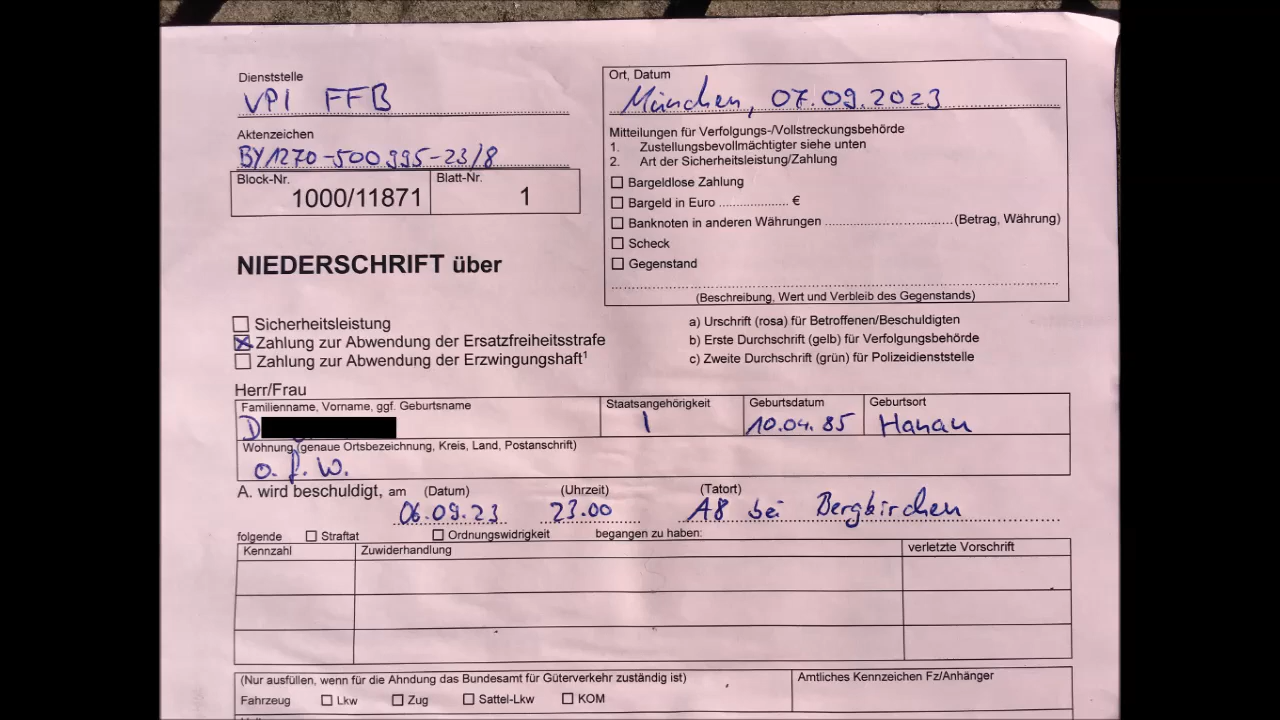 Dienststelle
VPI FFB
Aktenzeichen
BY1270-500995-23/8
Block-Nr. Blatt-Nr.
1000/11871 1
Ort, Datum
München, 07.09.2023
Mitteilungen für Verfolgungs-/Vollstreckungsbehörde
1. Zustellungsbevollmächtigter siehe unten
2. Art der Sicherheitsleistung/Zahlung
Bargeldlose Zahlung
Bargeld in Euro .................... €
Banknoten in anderen Währungen .................... (Betrag, Währung)
Scheck
Gegenstand
(Beschreibung, Wert und Verbleib des Gegenstands)
NIEDERSCHRIFT über
Sicherheitsleistung
Zahlung zur Abwendung der Ersatzfreiheitsstrafe
Zahlung zur Abwendung der Erzwingungshaft¹
a) Urschrift (rosa) für Betroffenen/Beschuldigten
b) Erste Durchschrift (gelb) für Verfolgungsbehörde
c) Zweite Durchschrift (grün) für Polizeidienststelle
Herr/Frau
Familienname, Vorname, ggf. Geburtsname Staatsangehörigkeit Geburtsdatum Geburtsort
D 1 10.04.85 Hanau
Wohnung (genaue Ortsbezeichnung, Kreis, Land, Postanschrift)
o. f. W.
A. wird beschuldigt, am (Datum) (Uhrzeit) (Tatort)
06.09.23 23.00 A8 bei Bergkirchen
folgende Straftat Ordnungswidrigkeit begangen zu haben:
Kennzahl Zuwiderhandlung verletzte Vorschrift
(Nur ausfüllen, wenn für die Ahndung das Bundesamt für Güterverkehr zuständig ist) Amtliches Kennzeichen Fz/Anhänger
Fahrzeug Lkw Zug Sattel-Lkw KOM